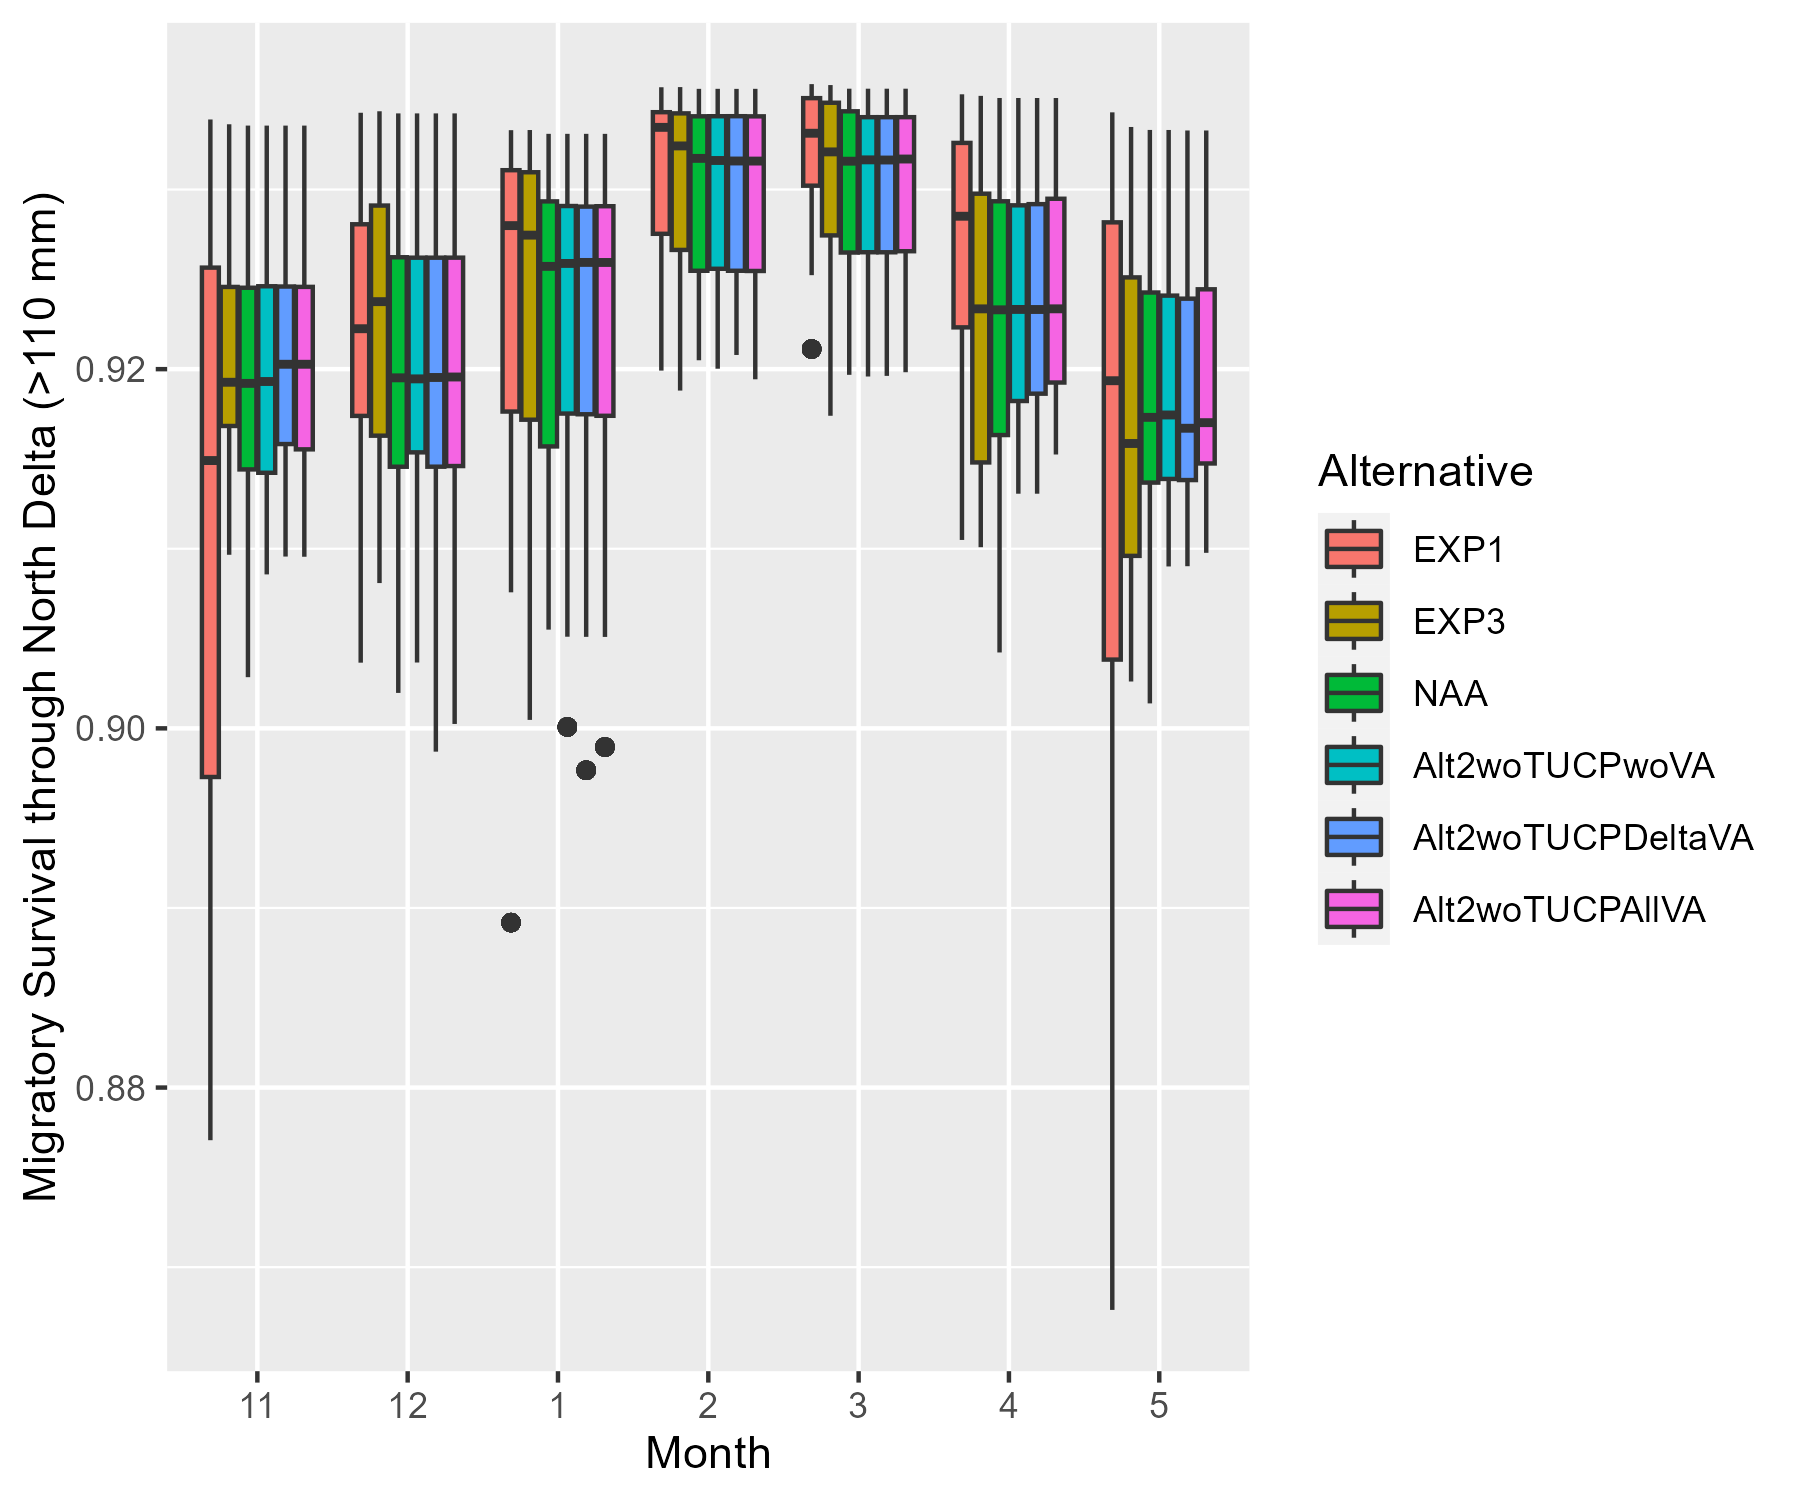 Migratory Survival through North Delta (>110 mm)
0.92
0.90
0.88
11 12 1 2 3 4 5
Month
Alternative
EXP1
EXP3
NAA
Alt2woTUCPwoVA
Alt2woTUCPDeltaVA
Alt2woTUCPAllVA